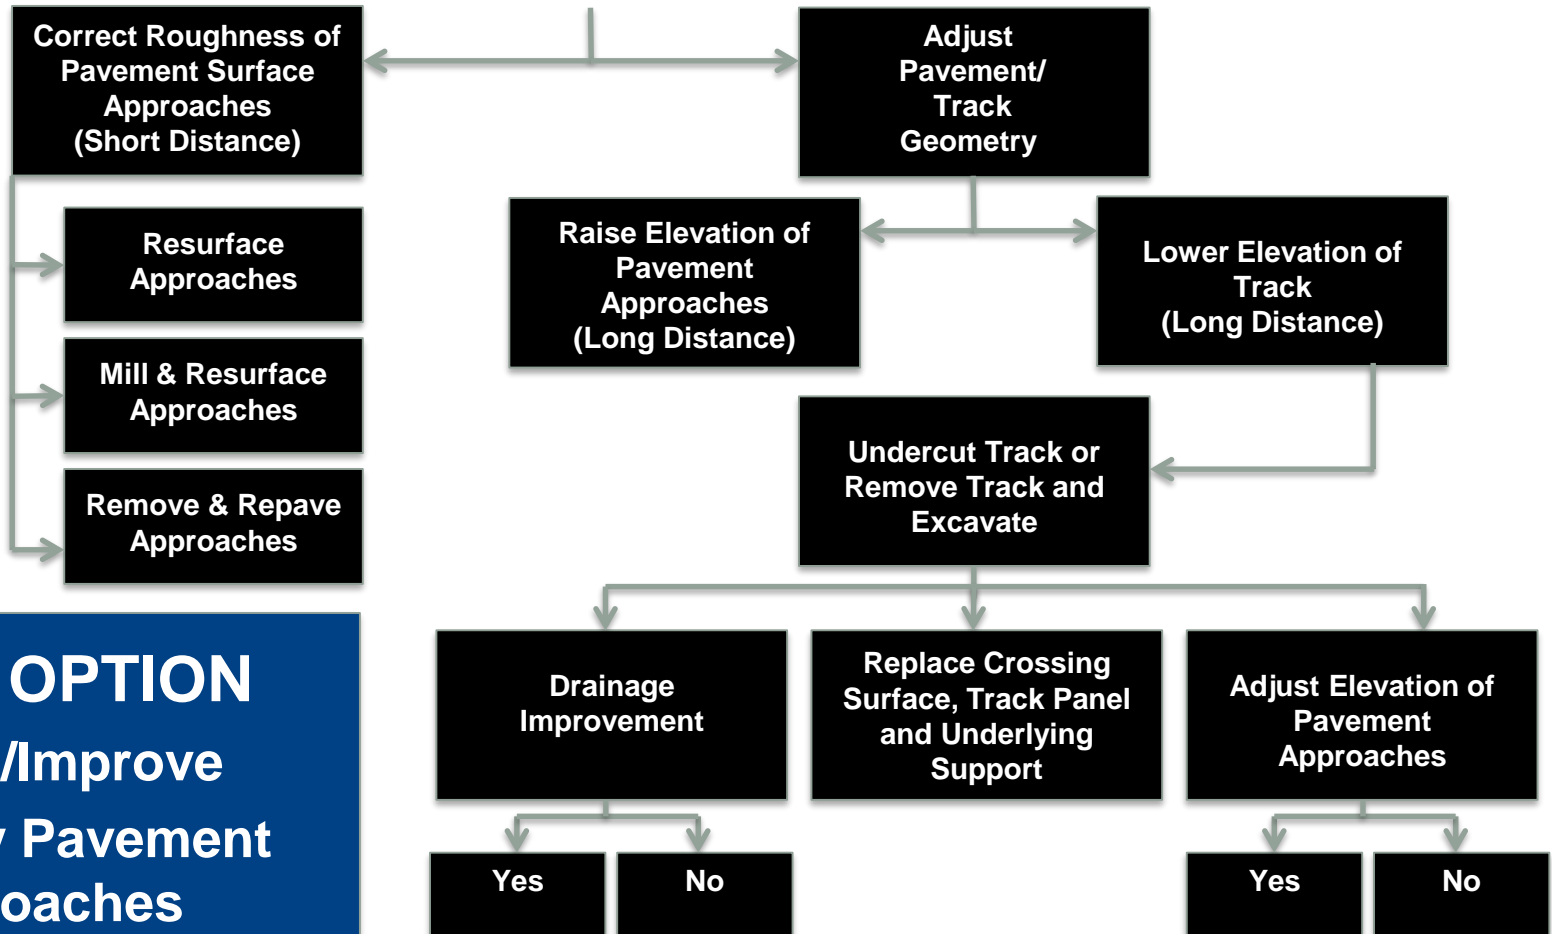 Correct Roughness of
Pavement Surface
Approaches
(Short Distance)
Adjust
Pavement/
Track
Geometry
Resurface
Approaches
Raise Elevation of
Pavement
Approaches
(Long Distance)
Lower Elevation of
Track
(Long Distance)
Mill & Resurface
Approaches
Undercut Track or
Remove Track and
Excavate
Remove & Repave
Approaches
OPTION
/Improve
Pavement
oaches
Drainage
Improvement
Replace Crossing
Surface, Track Panel
and Underlying
Support
Adjust Elevation of
Pavement
Approaches
Yes
No
Yes
No